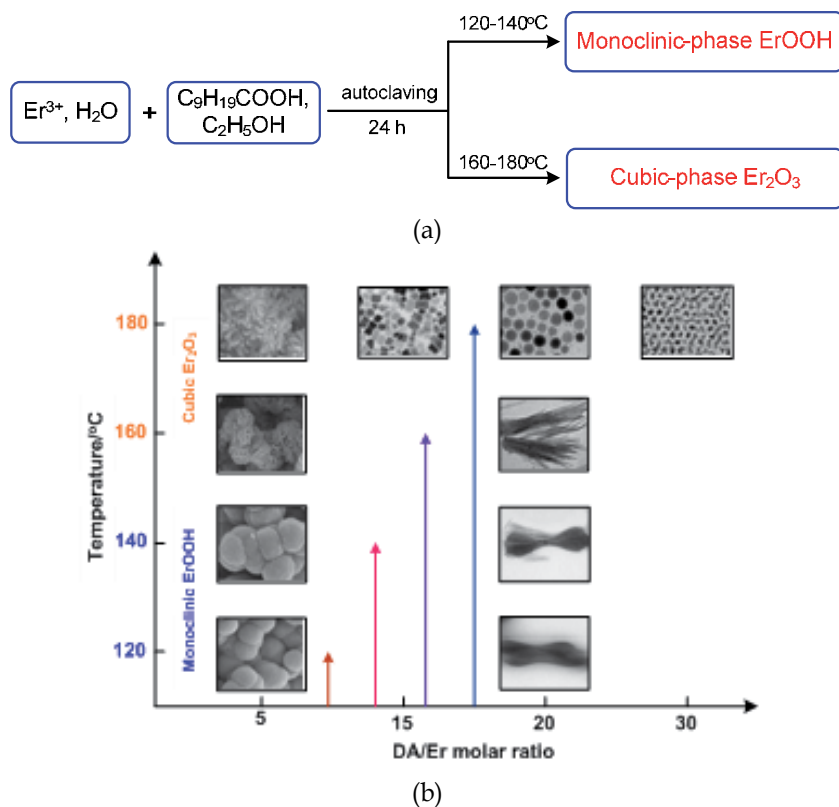 120-140°C
Monoclinic-phase ErOOH
Er³⁺, H₂O
+
C₉H₁₉COOH,
C₂H₅OH
autoclaving
24 h
160-180°C
Cubic-phase Er₂O₃
(a)
Temperature/°C
Cubic Er₂O₃
Monoclinic ErOOH
180
160
140
120
5
15
20
30
DA/Er molar ratio
(b)